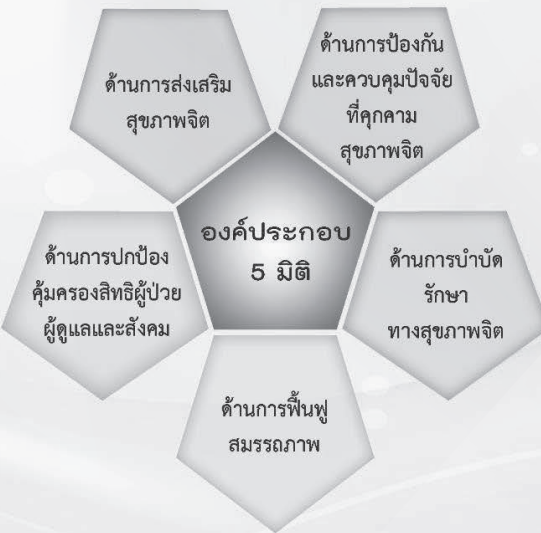 ด้านการส่งเสริม
สุขภาพจิต
ด้านการป้องกัน
และควบคุมปัจจัย
ที่คุกคาม
สุขภาพจิต
องค์ประกอบ
5 มิติ
ด้านการปกป้อง
คุ้มครองสิทธิผู้ป่วย
ผู้ดูแลและสังคม
ด้านการบำบัด
รักษา
ทางสุขภาพจิต
ด้านการฟื้นฟู
สมรรถภาพ